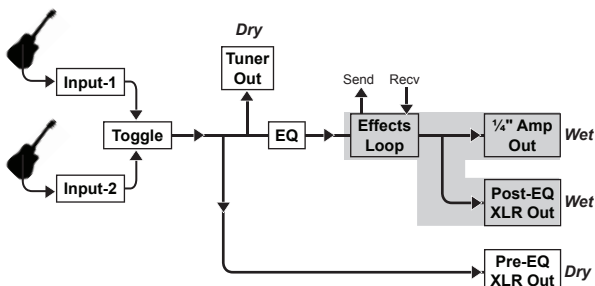 Dry
Tuner
Out
Send Recv
Input-1
Toggle
EQ
Effects
Loop
¼" Amp
Out
Wet
Input-2
Post-EQ
XLR Out
Wet
Pre-EQ
XLR Out
Dry